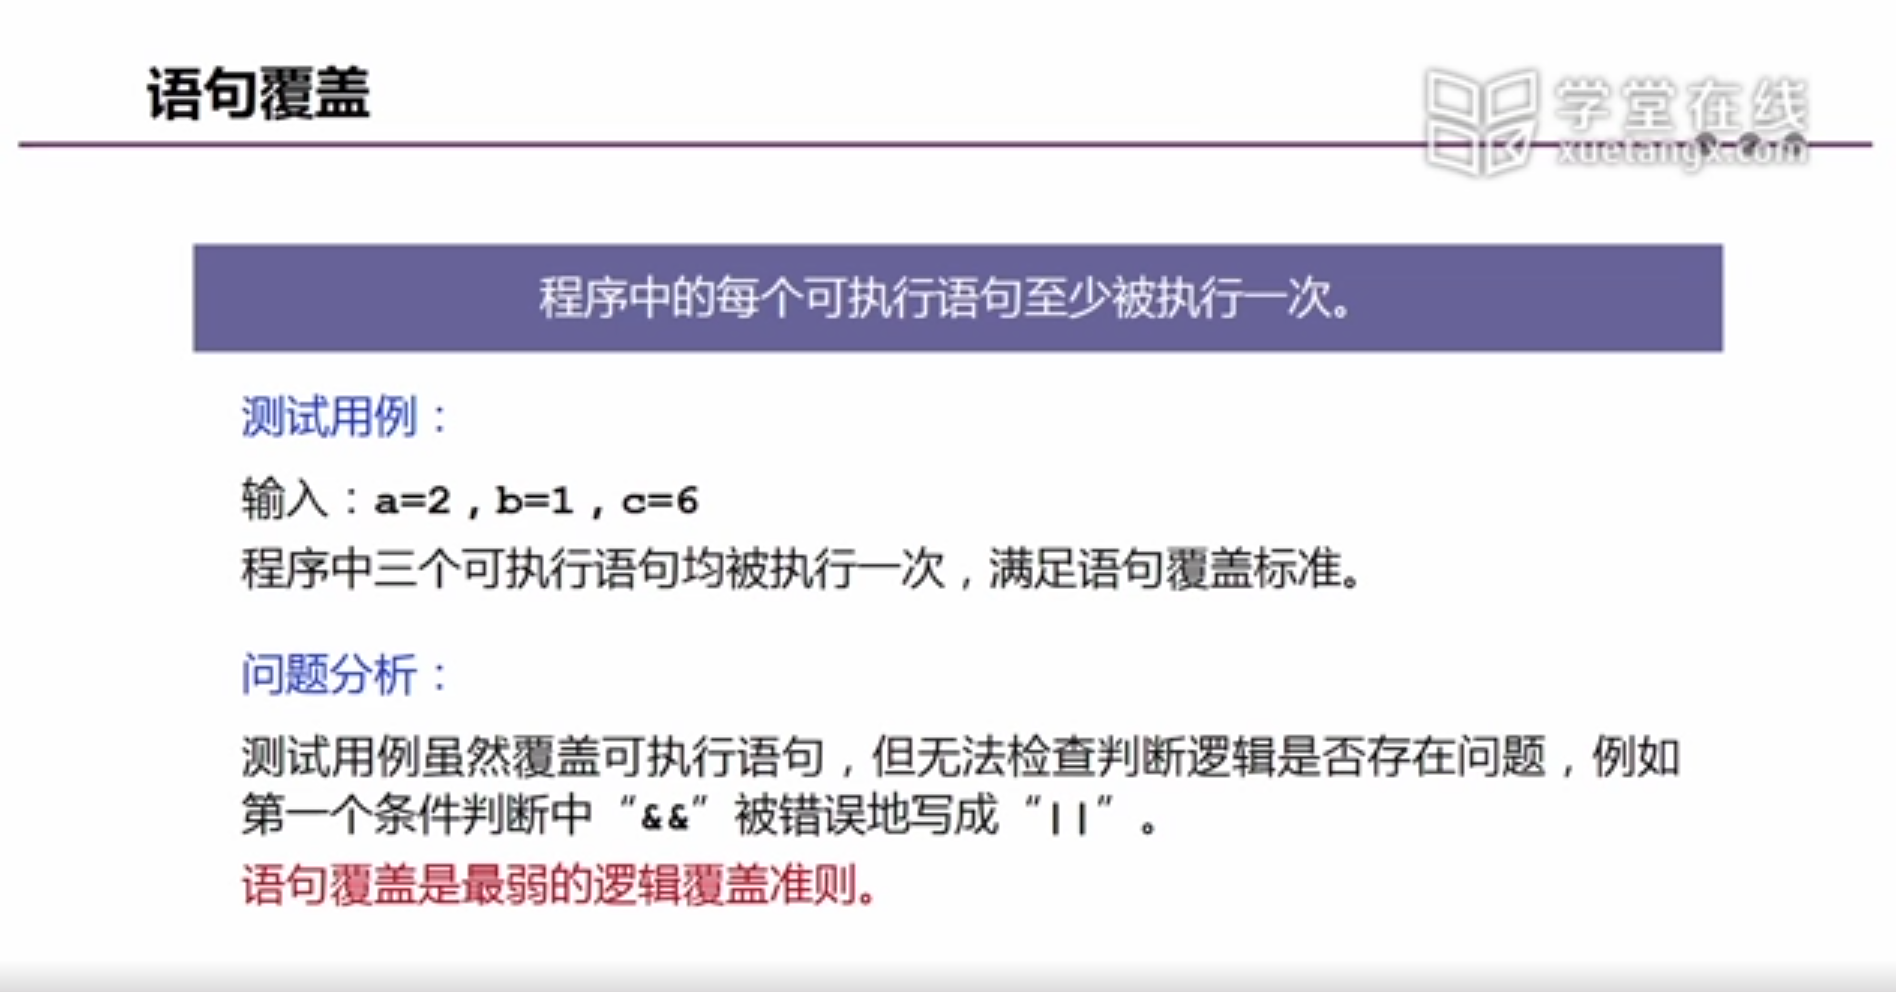 语句覆盖
学堂在线
xuetangx.com
程序中的每个可执行语句至少被执行一次。
测试用例：
输入：a=2，b=1，c=6
程序中三个可执行语句均被执行一次，满足语句覆盖标准。
问题分析：
测试用例虽然覆盖可执行语句，但无法检查判断逻辑是否存在问题，例如
第一个条件判断中“&&”被错误地写成“||”。
语句覆盖是最弱的逻辑覆盖准则。